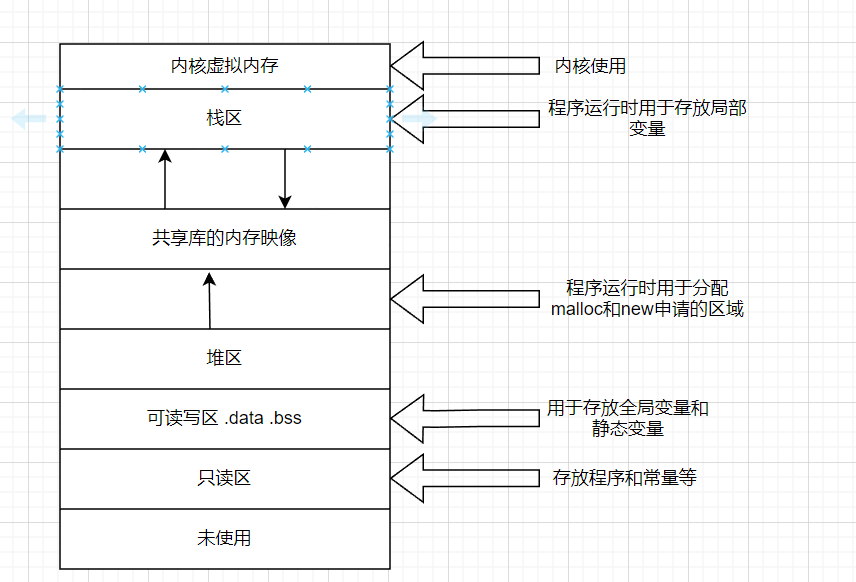 内核虚拟内存
内核使用
栈区
程序运行时用于存放局部
变量
共享库的内存映像
程序运行时用于分配
malloc和new申请的区域
堆区
可读写区 .data .bss
用于存放全局变量和
静态变量
只读区
存放程序和常量等
未使用